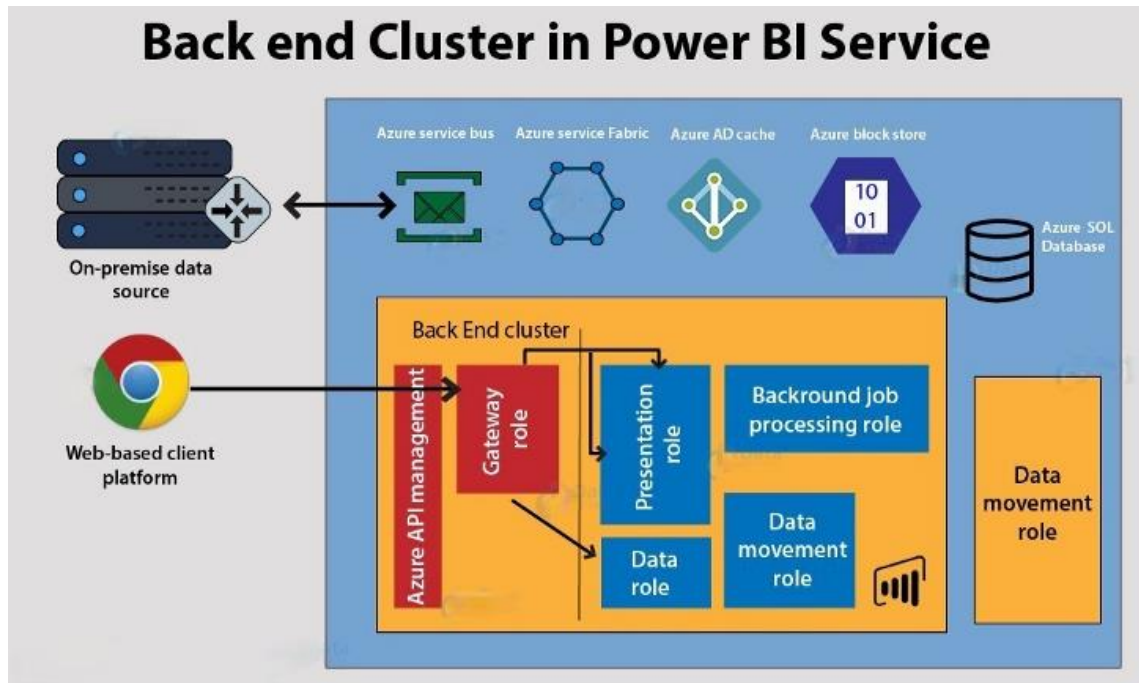 Back end Cluster in Power BI Service
Azure service bus
Azure service Fabric
Azure AD cache
Azure block store
10
01
Azure SOL
Database
On-premise data
source
Back End cluster
Azure API management
Gateway
role
Presentation
role
Backround job
processing role
Web-based client
platform
Data
role
Data
movement
role
Data
movement
role